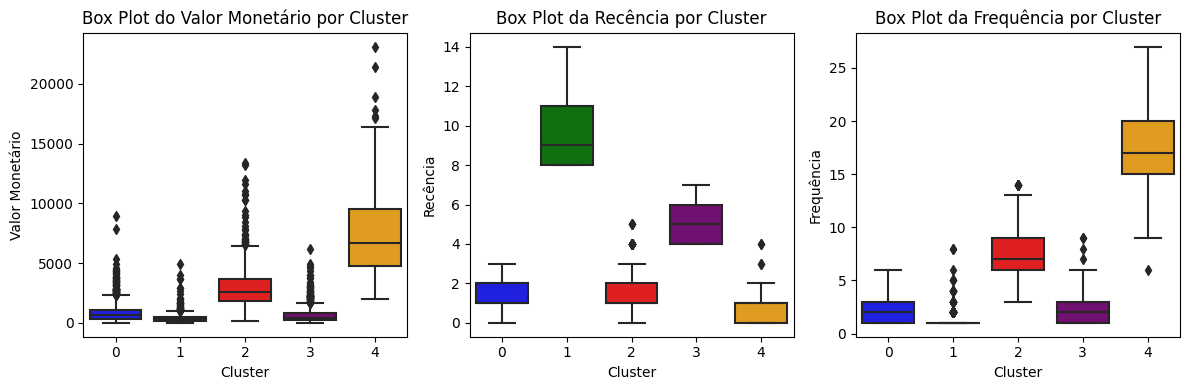 Box Plot do Valor Monetário por Cluster
Valor Monetário
20000
15000
10000
5000
0
0 1 2 3 4
Cluster
Box Plot da Recência por Cluster
Recência
14
12
10
8
6
4
2
0
0 1 2 3 4
Cluster
Box Plot da Frequência por Cluster
Frequência
25
20
15
10
5
0
0 1 2 3 4
Cluster